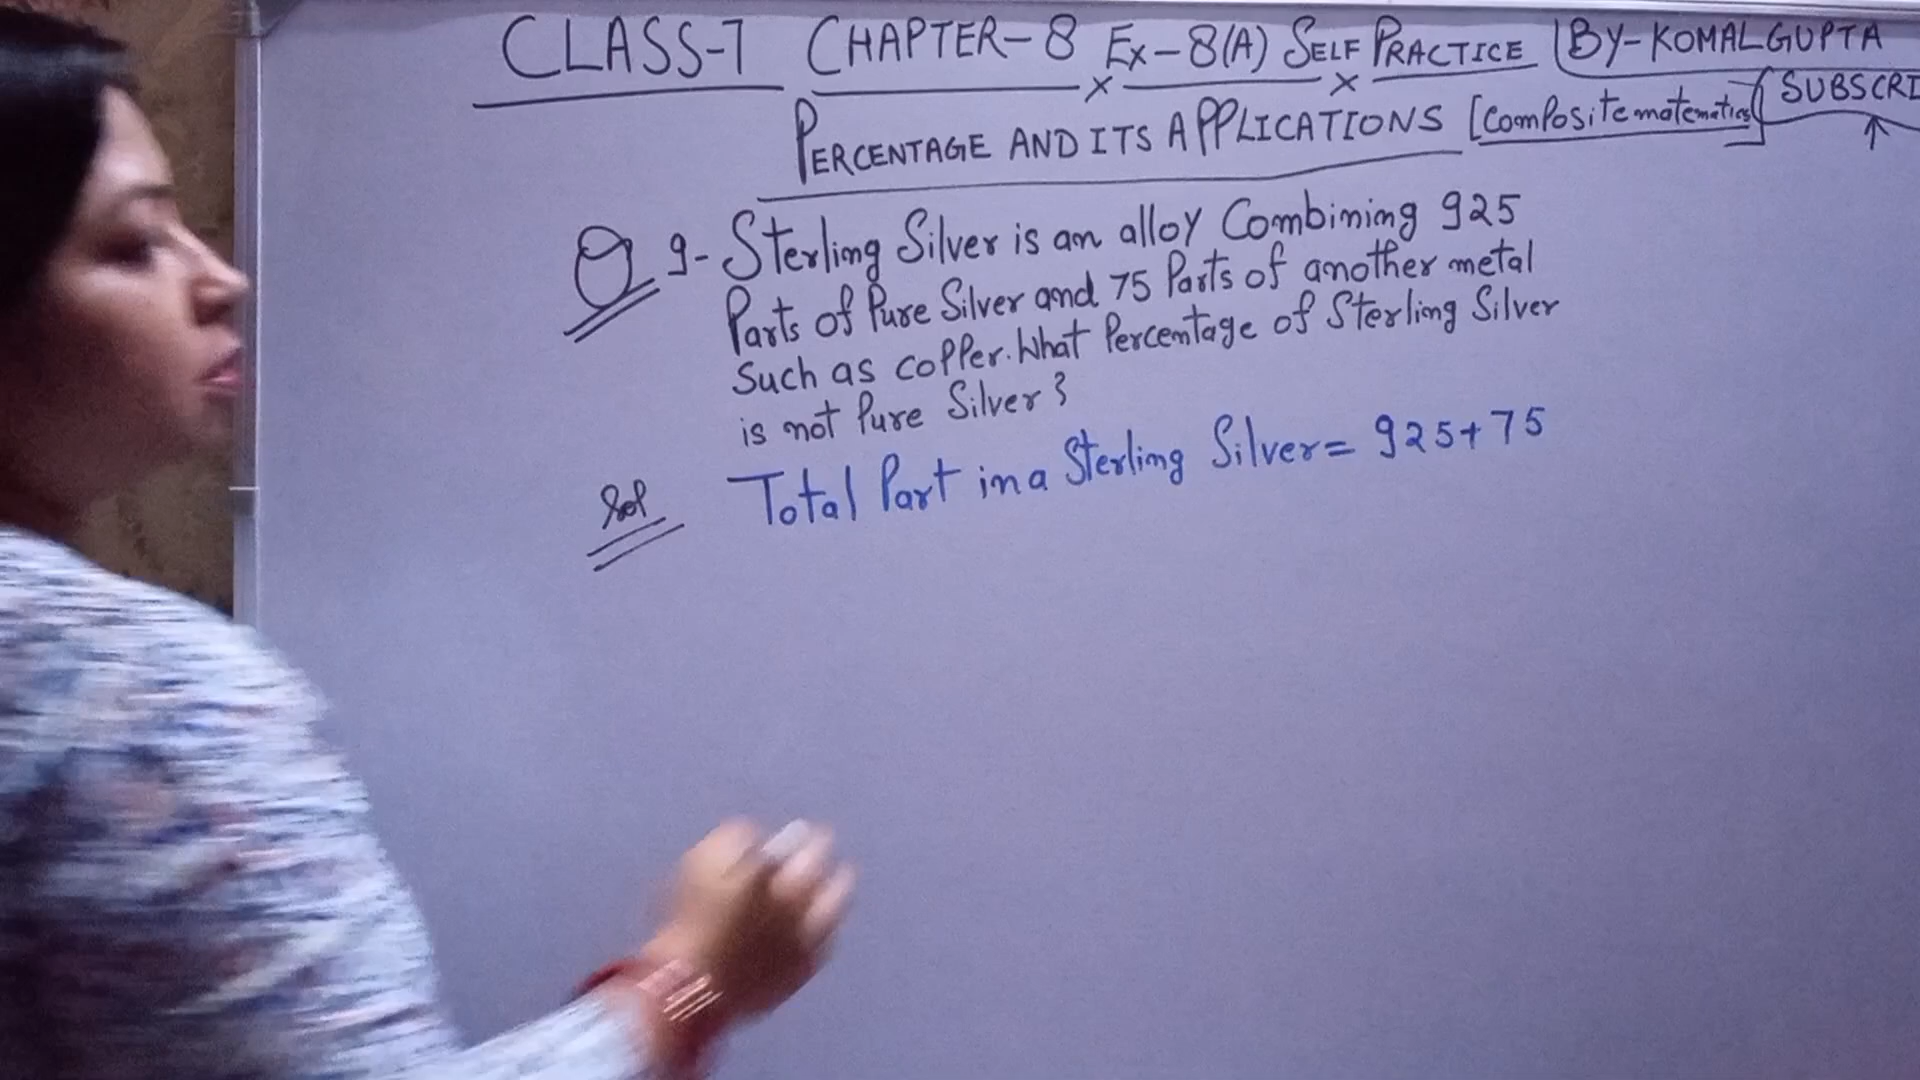 CLASS-7 CHAPTER-8 EX-8(A) SELF PRACTICE BY-KOMAL GUPTA
PERCENTAGE AND ITS APPLICATIONS [Composite matematics] SUBSCRI
Q 9- Sterling Silver is an alloy Combining 925
Parts of Pure Silver and 75 Parts of another metal
Such as copper. What Percentage of Sterling Silver
is not Pure Silver?
Sol Total Part in a Sterling Silver = 925+75